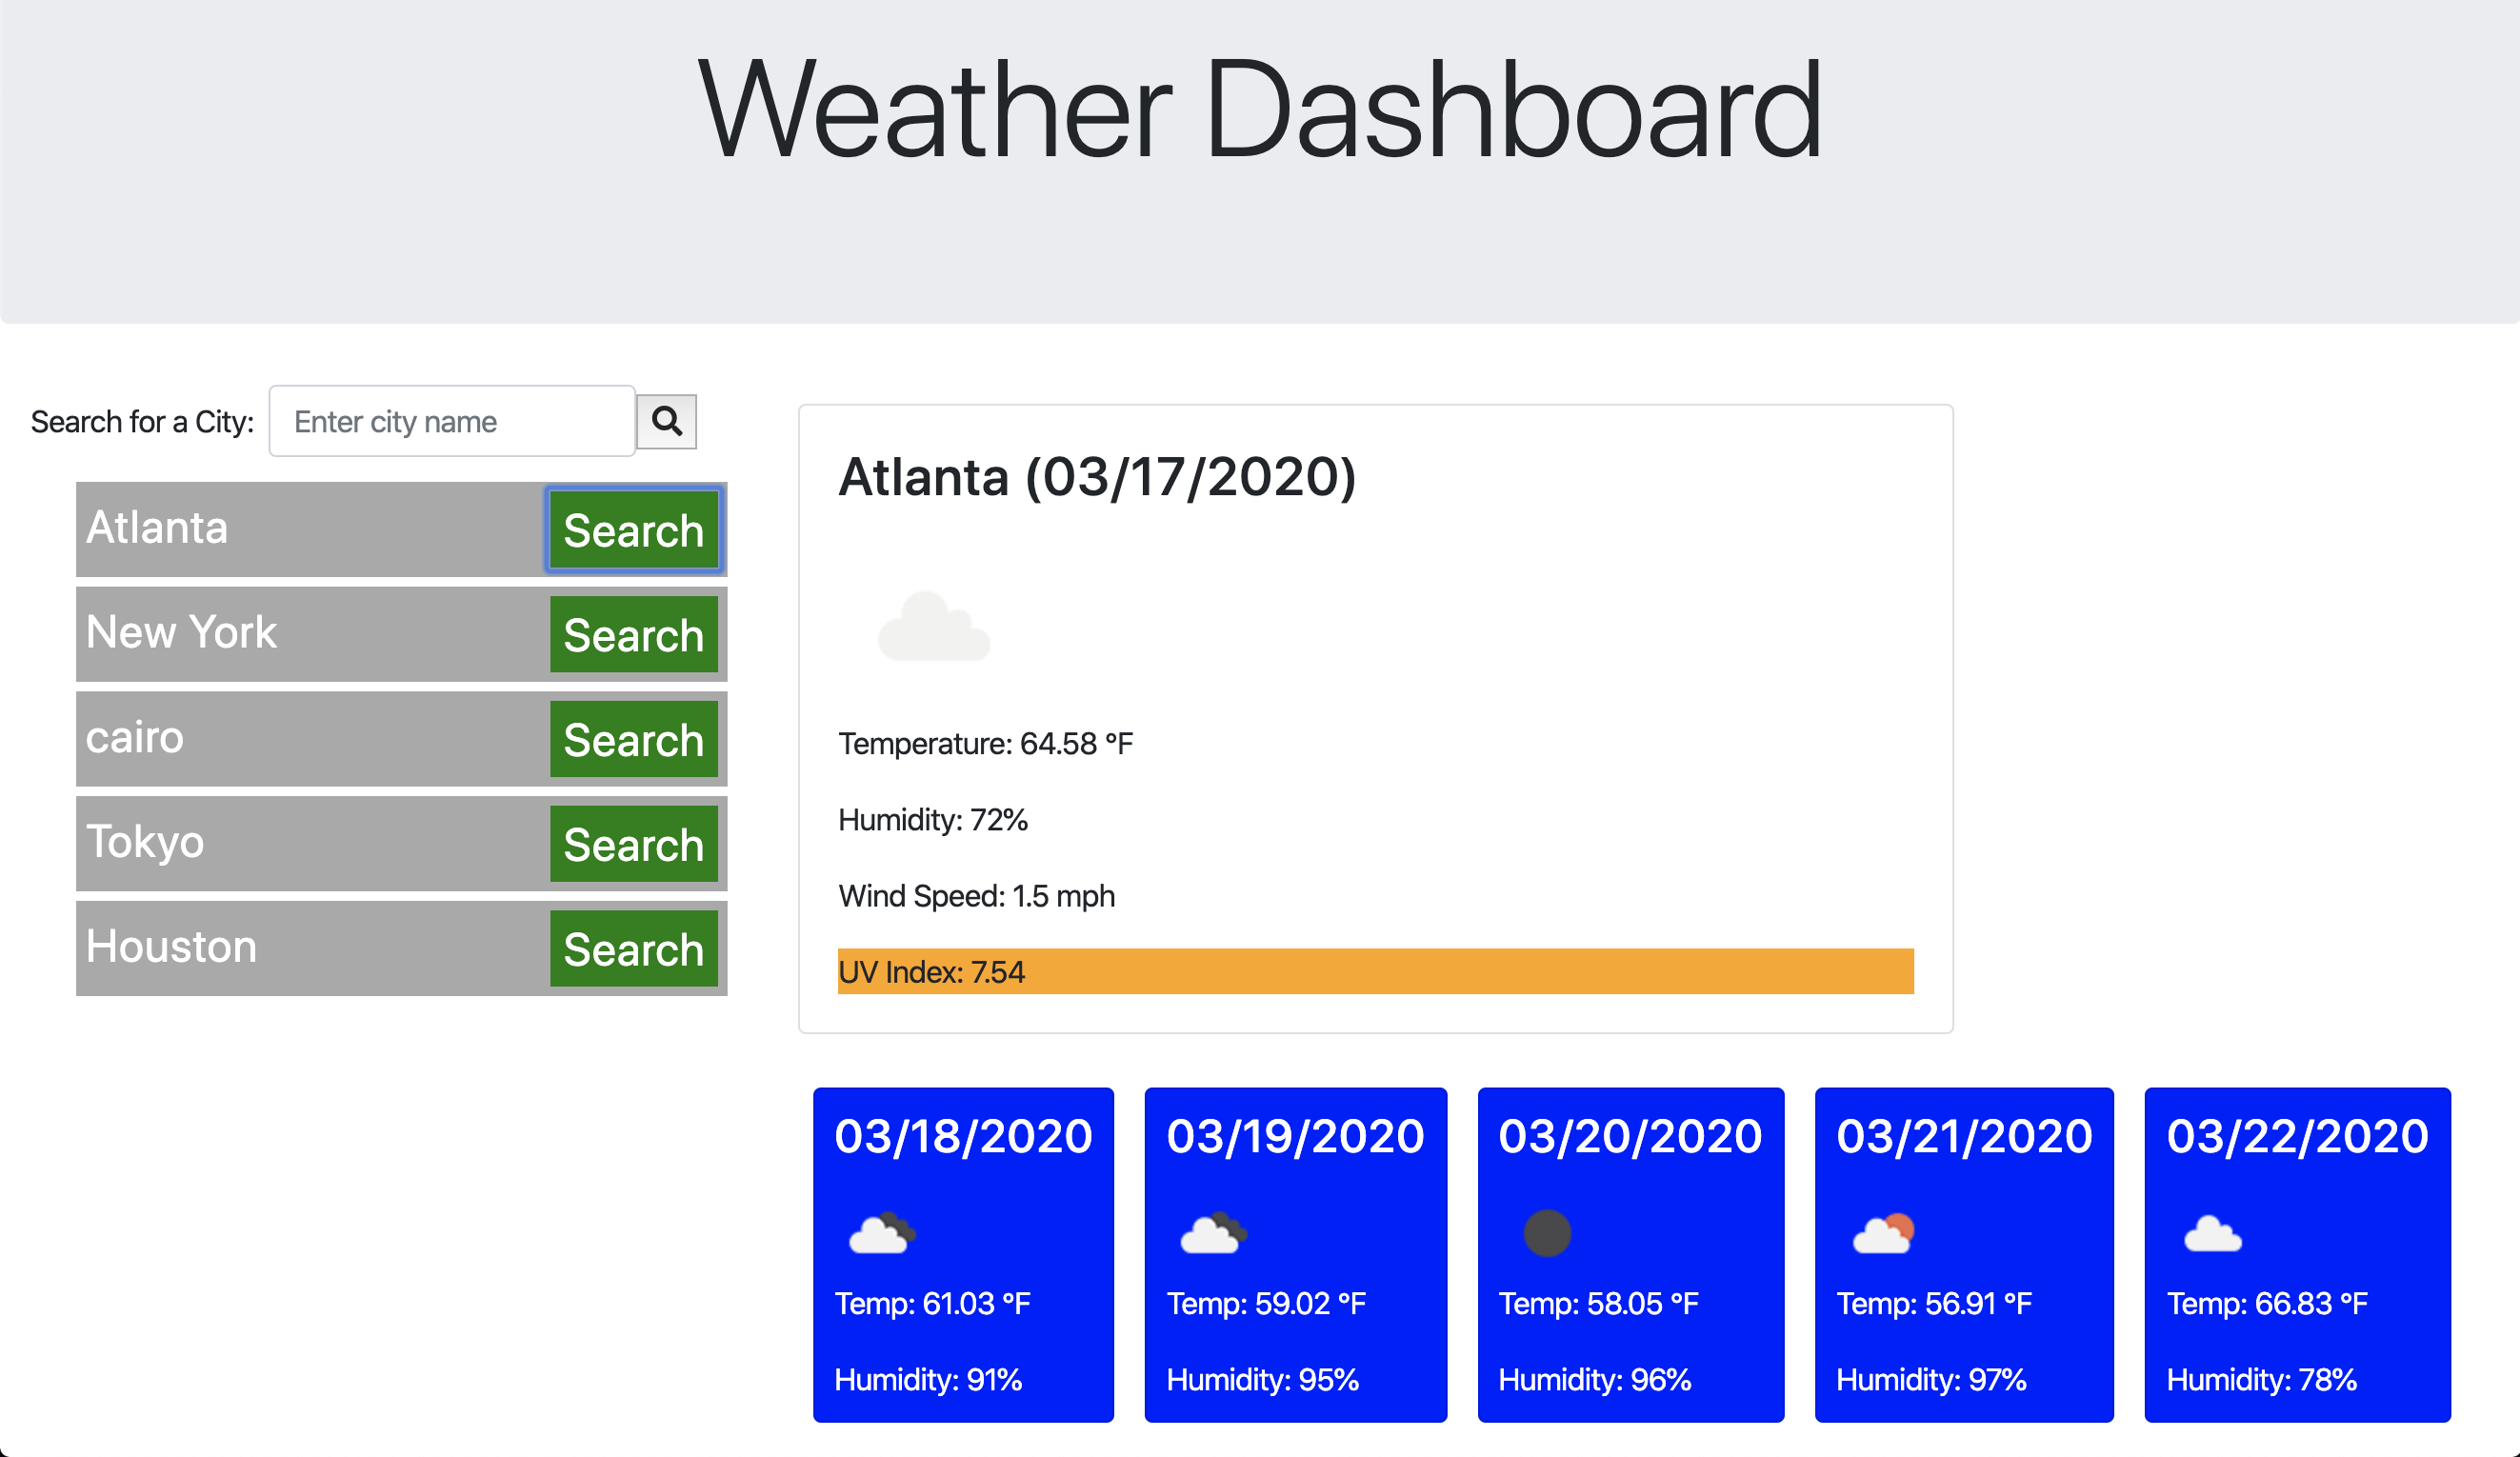 Weather Dashboard
Search for a City: Enter city name
Atlanta Search
New York Search
cairo Search
Tokyo Search
Houston Search
Atlanta (03/17/2020)
Temperature: 64.58 °F
Humidity: 72%
Wind Speed: 1.5 mph
UV Index: 7.54
03/18/2020
Temp: 61.03 °F
Humidity: 91%
03/19/2020
Temp: 59.02 °F
Humidity: 95%
03/20/2020
Temp: 58.05 °F
Humidity: 96%
03/21/2020
Temp: 56.91 °F
Humidity: 97%
03/22/2020
Temp: 66.83 °F
Humidity: 78%